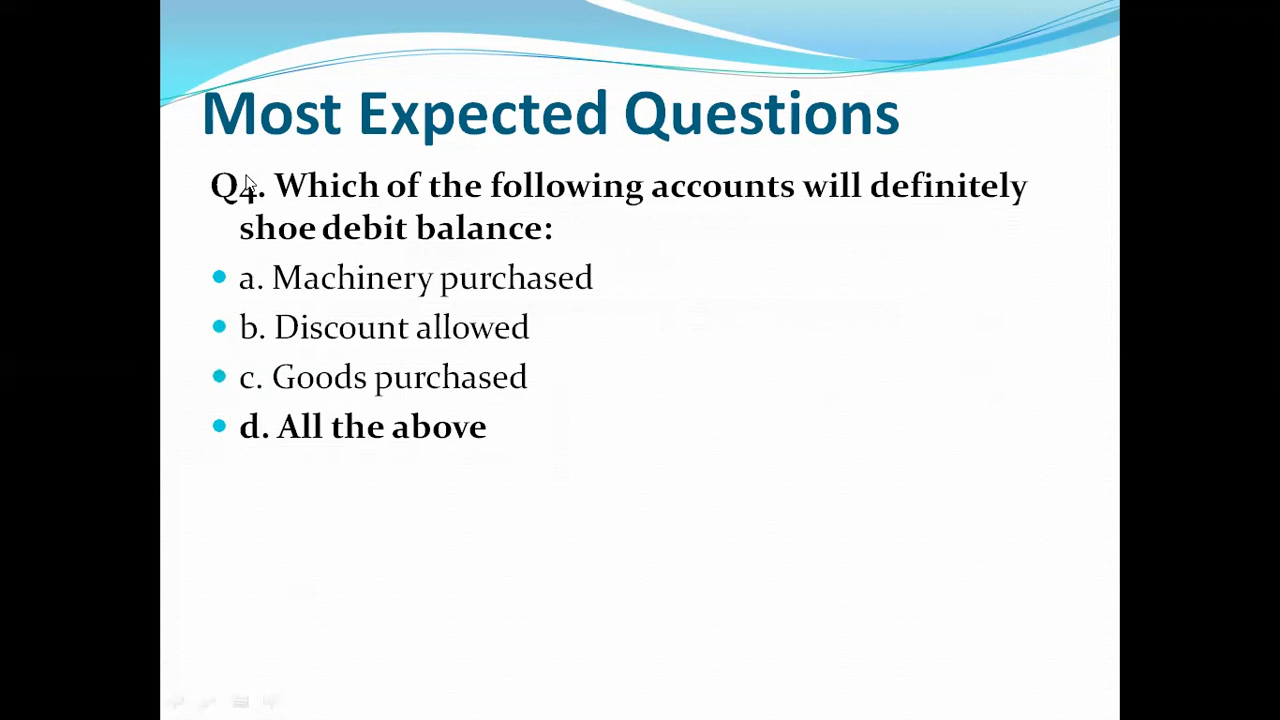 Most Expected Questions
Q4. Which of the following accounts will definitely
shoe debit balance:
a. Machinery purchased
b. Discount allowed
c. Goods purchased
d. All the above